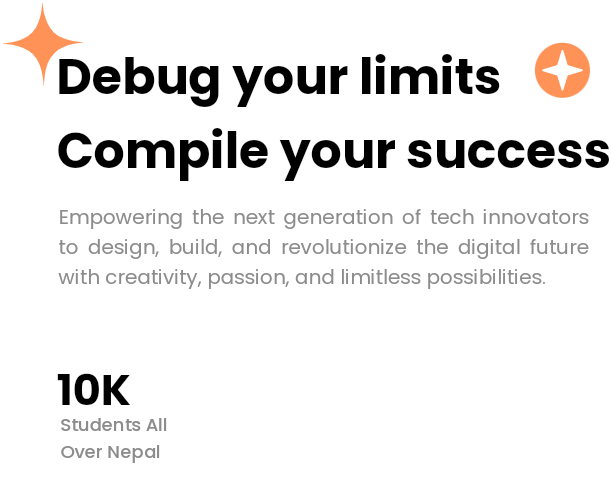 Debug your limits
Compile your success
Empowering the next generation of tech innovators
to design, build, and revolutionize the digital future
with creativity, passion, and limitless possibilities.
10K
Students All
Over Nepal